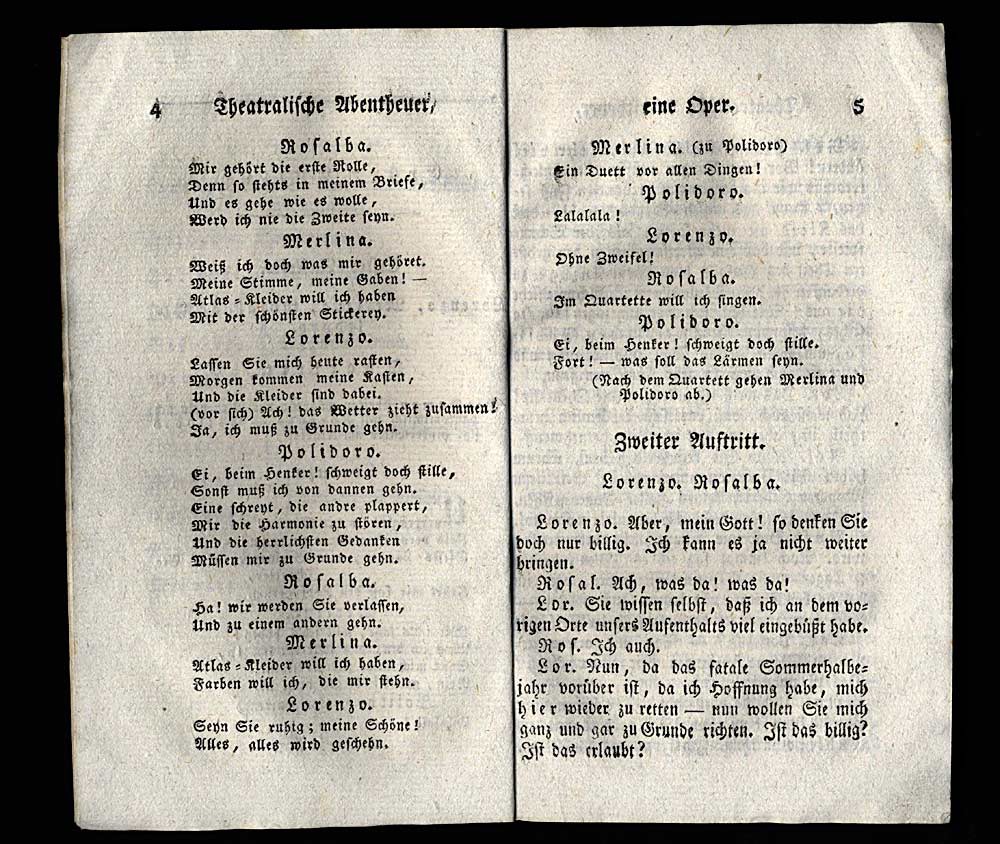 4 Theatralische Abentheuer,
Rosalba.
Mir gehört die erste Rolle,
Denn so stehts in meinem Briefe,
Und es gehe wie es wolle,
Werd ich nie die Zweite seyn.
Merlina.
Weiß ich doch was mir gehöret.
Meine Stimme, meine Gaben! —
Atlas-Kleider will ich haben
Mit der schönsten Stickerey.
Lorenzo.
Lassen Sie mich heute rasten,
Morgen kommen meine Kasten,
Und die Kleider sind dabei.
(vor sich) Ach! das Wetter zieht zusammen!
Ja, ich muß zu Grunde gehn.
Polidoro.
Ei, beim Henker! schweigt doch stille,
Sonst muß ich von dannen gehn.
Eine schreyt, die andre plappert,
Mir die Harmonie zu stören,
Und die herrlichsten Gedanken
Müssen mir zu Grunde gehn.
Rosalba.
Ha! wir werden Sie verlassen,
Und zu einem andern gehn.
Merlina.
Atlas-Kleider will ich haben,
Farben will ich, die mir stehn.
Lorenzo.
Seyn Sie ruhig; meine Schöne!
Alles, alles wird geschehn.
eine Oper. 5
Merlina. (zu Polidoro)
Ein Duett vor allen Dingen!
Polidoro.
Lalalala!
Lorenzo.
Ohne Zweifel!
Rosalba.
Im Quartette will ich singen.
Polidoro.
Ei, beim Henker! schweigt doch stille.
Fort! — was soll das Lärmen seyn.
(Nach dem Quartett gehen Merlina und
Polidoro ab.)
Zweiter Auftritt.
Lorenzo. Rosalba.
Lorenzo. Aber, mein Gott! so denken Sie
doch nur billig. Ich kann es ja nicht weiter
bringen.
Rosal. Ach, was da! was da!
Lor. Sie wissen selbst, daß ich an dem vo-
rigen Orte unsers Aufenthalts viel eingebüßt habe.
Ros. Ich auch.
Lor. Nun, da das fatale Sommerhalbe-
jahr vorüber ist, da ich Hoffnung habe, mich
hier wieder zu retten — nun wollen Sie mich
ganz und gar zu Grunde richten. Ist das billig?
Ist das erlaubt?